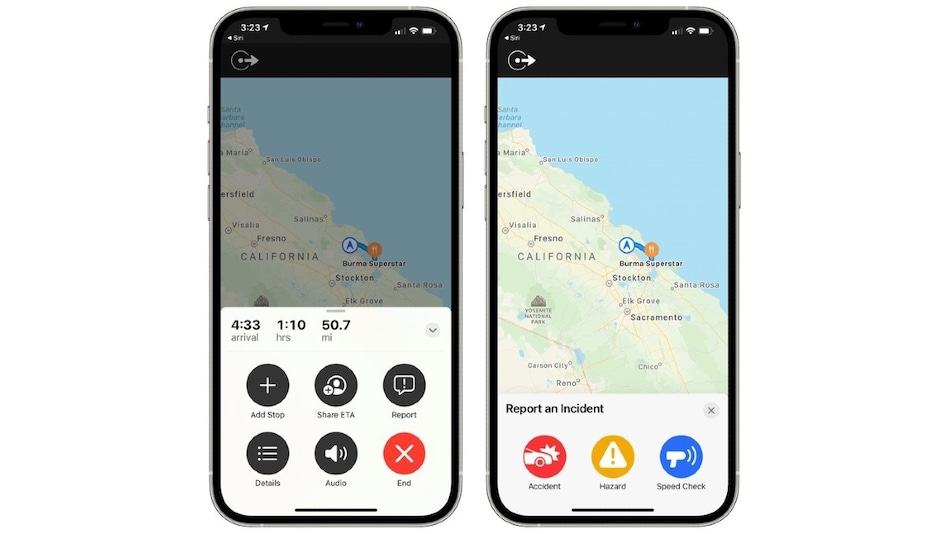 3:23
Siri
Santa
Barbara
Channel
a Maria
San Luis Obispo
ersfield
Salinas
Visalia
Fresno
CALIFORNIA
Burma Superstar
Stockton
Santa Rosa
Elk Grove
4:33
1:10
50.7
arrival
hrs
mi
Add Stop
Share ETA
Report
Details
Audio
End
3:23
Siri
Santa
Barbara
Channel
a Maria
San Luis Obispo
ersfield
Salinas
Visalia
Fresno
CALIFORNIA
Burma Superstar
Stockton
Santa Rosa
Elk Grove
YOSEMITE
NATIONAL
PARK
Sacramento
Carson City
Chico
Reno
Report an Incident
Accident
Hazard
Speed Check